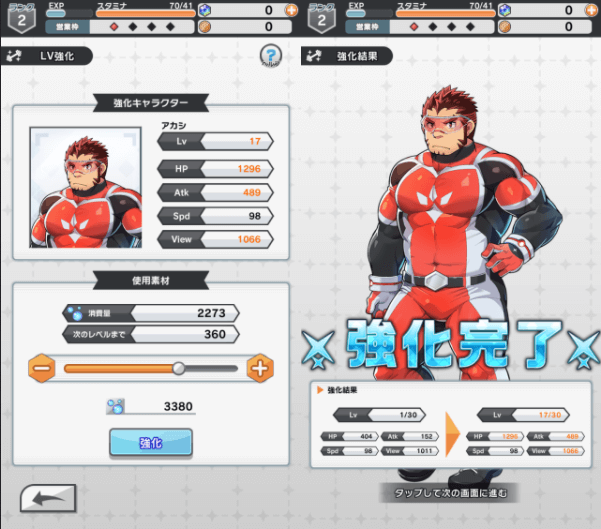 ランク
2
EXP
スタミナ 70/41
0
営業枠
0
LV強化
?
強化キャラクター
アカシ
Lv 17
HP 1296
Atk 489
Spd 98
View 1066
使用素材
消費量 2273
次のレベルまで 360
3380
強化
ランク
2
EXP
スタミナ 70/41
0
営業枠
0
強化結果
強化完了
強化結果
Lv 1/30
HP 404 Atk 152
Spd 98 View 1011
Lv 17/30
HP 1296 Atk 489
Spd 98 View 1066
タップして次の画面に進む